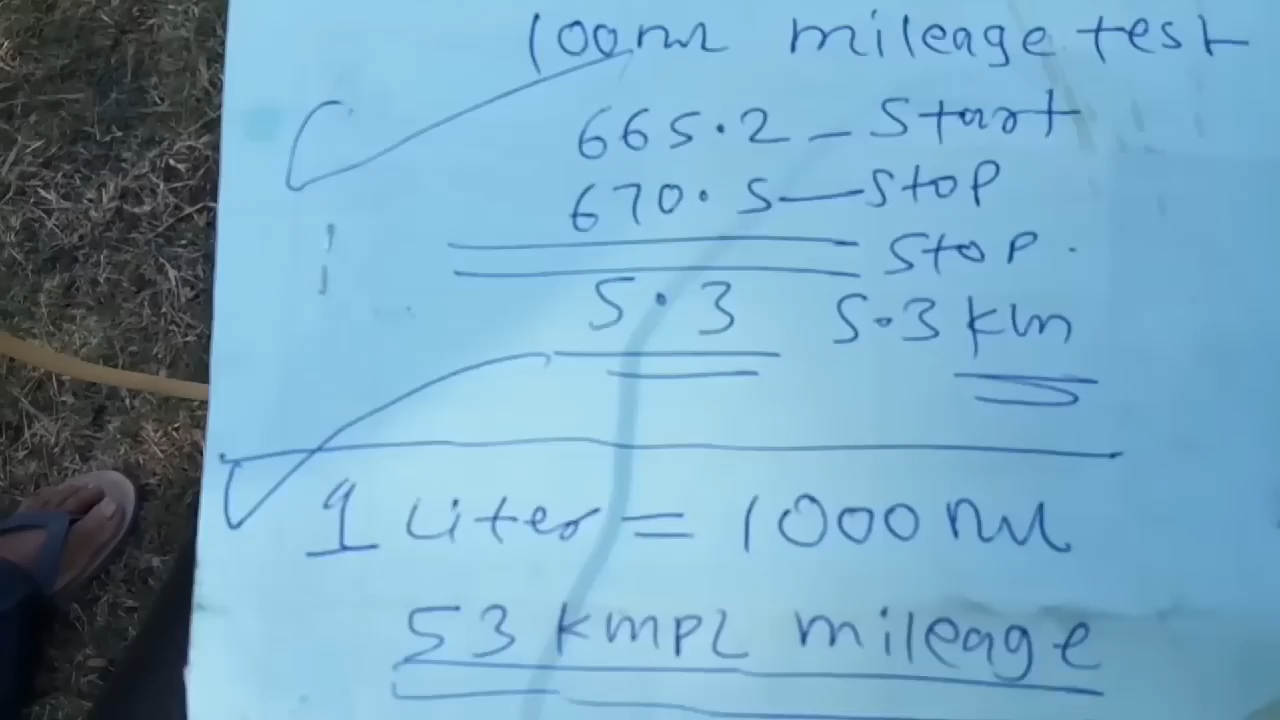 100ml mileage test
665.2 - Start
670.5 - Stop
Stop.
5.3 5.3 km
1 Liter = 1000 ml
53 kmpl mileage